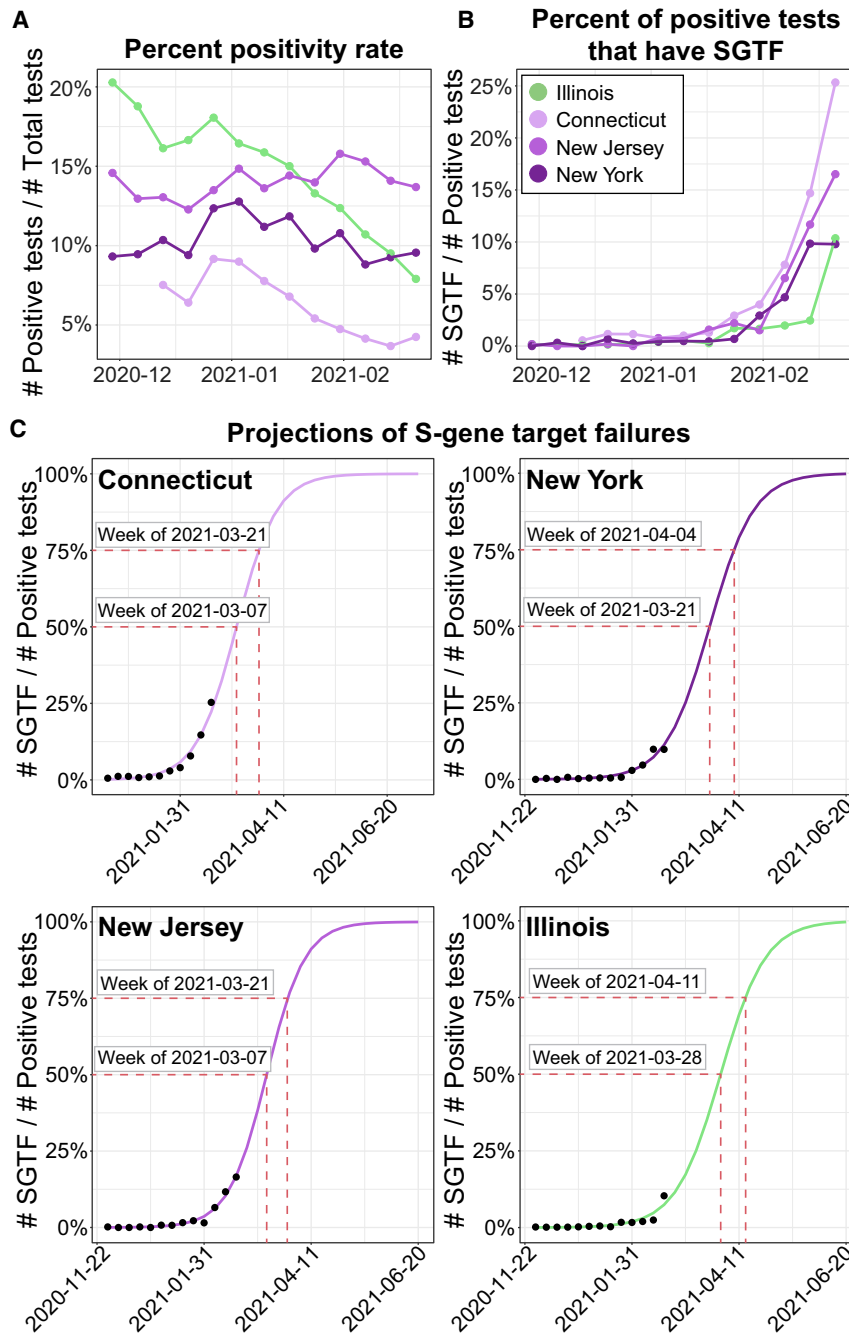 A
Percent positivity rate
# Positive tests / # Total tests
20%
15%
10%
5%
2020-12
2021-01
2021-02
B
Percent of positive tests
that have SGTF
# SGTF / # Positive tests
25%
20%
15%
10%
5%
0%
Illinois
Connecticut
New Jersey
New York
2020-12
2021-01
2021-02
C
Projections of S-gene target failures
# SGTF / # Positive tests
100%
75%
50%
25%
0%
Connecticut
Week of 2021-03-21
Week of 2021-03-07
2021-01-31
2021-04-11
2021-06-20
# SGTF / # Positive tests
100%
75%
50%
25%
0%
New York
Week of 2021-04-04
Week of 2021-03-21
2020-11-22
2021-01-31
2021-04-11
2021-06-20
# SGTF / # Positive tests
100%
75%
50%
25%
0%
New Jersey
Week of 2021-03-21
Week of 2021-03-07
2020-11-22
2021-01-31
2021-04-11
2021-06-20
# SGTF / # Positive tests
100%
75%
50%
25%
0%
Illinois
Week of 2021-04-11
Week of 2021-03-28
2020-11-22
2021-01-31
2021-04-11
2021-06-20